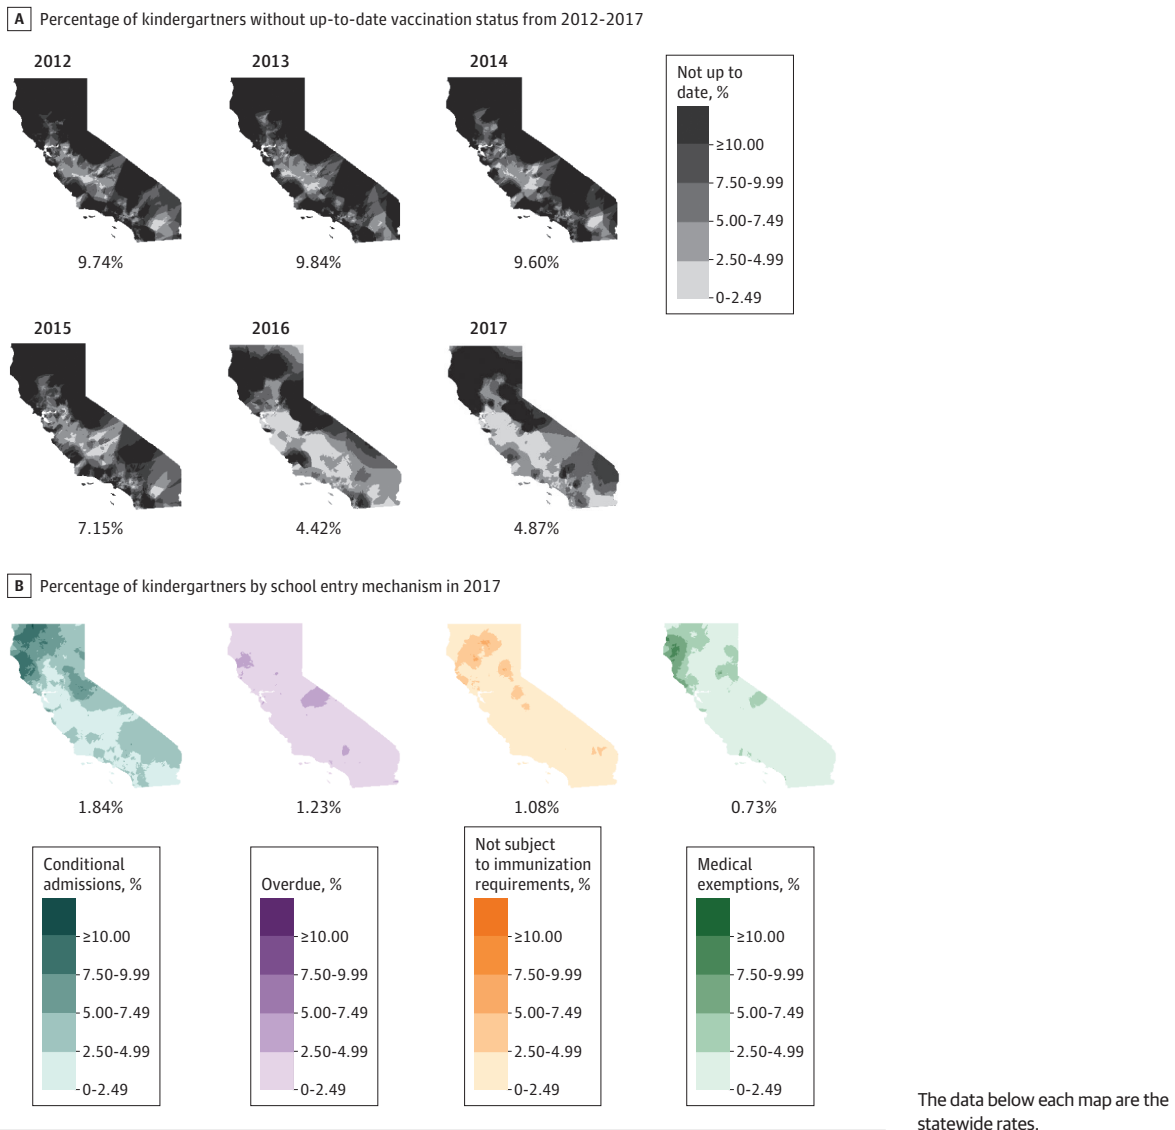 A Percentage of kindergartners without up-to-date vaccination status from 2012-2017
2012
2013
2014
9.74%
9.84%
9.60%
Not up to
date, %
≥10.00
7.50-9.99
5.00-7.49
2.50-4.99
0-2.49
2015
2016
2017
7.15%
4.42%
4.87%
B Percentage of kindergartners by school entry mechanism in 2017
1.84%
1.23%
1.08%
0.73%
Conditional
admissions, %
≥10.00
7.50-9.99
5.00-7.49
2.50-4.99
0-2.49
Overdue, %
≥10.00
7.50-9.99
5.00-7.49
2.50-4.99
0-2.49
Not subject
to immunization
requirements, %
≥10.00
7.50-9.99
5.00-7.49
2.50-4.99
0-2.49
Medical
exemptions, %
≥10.00
7.50-9.99
5.00-7.49
2.50-4.99
0-2.49
The data below each map are the
statewide rates.